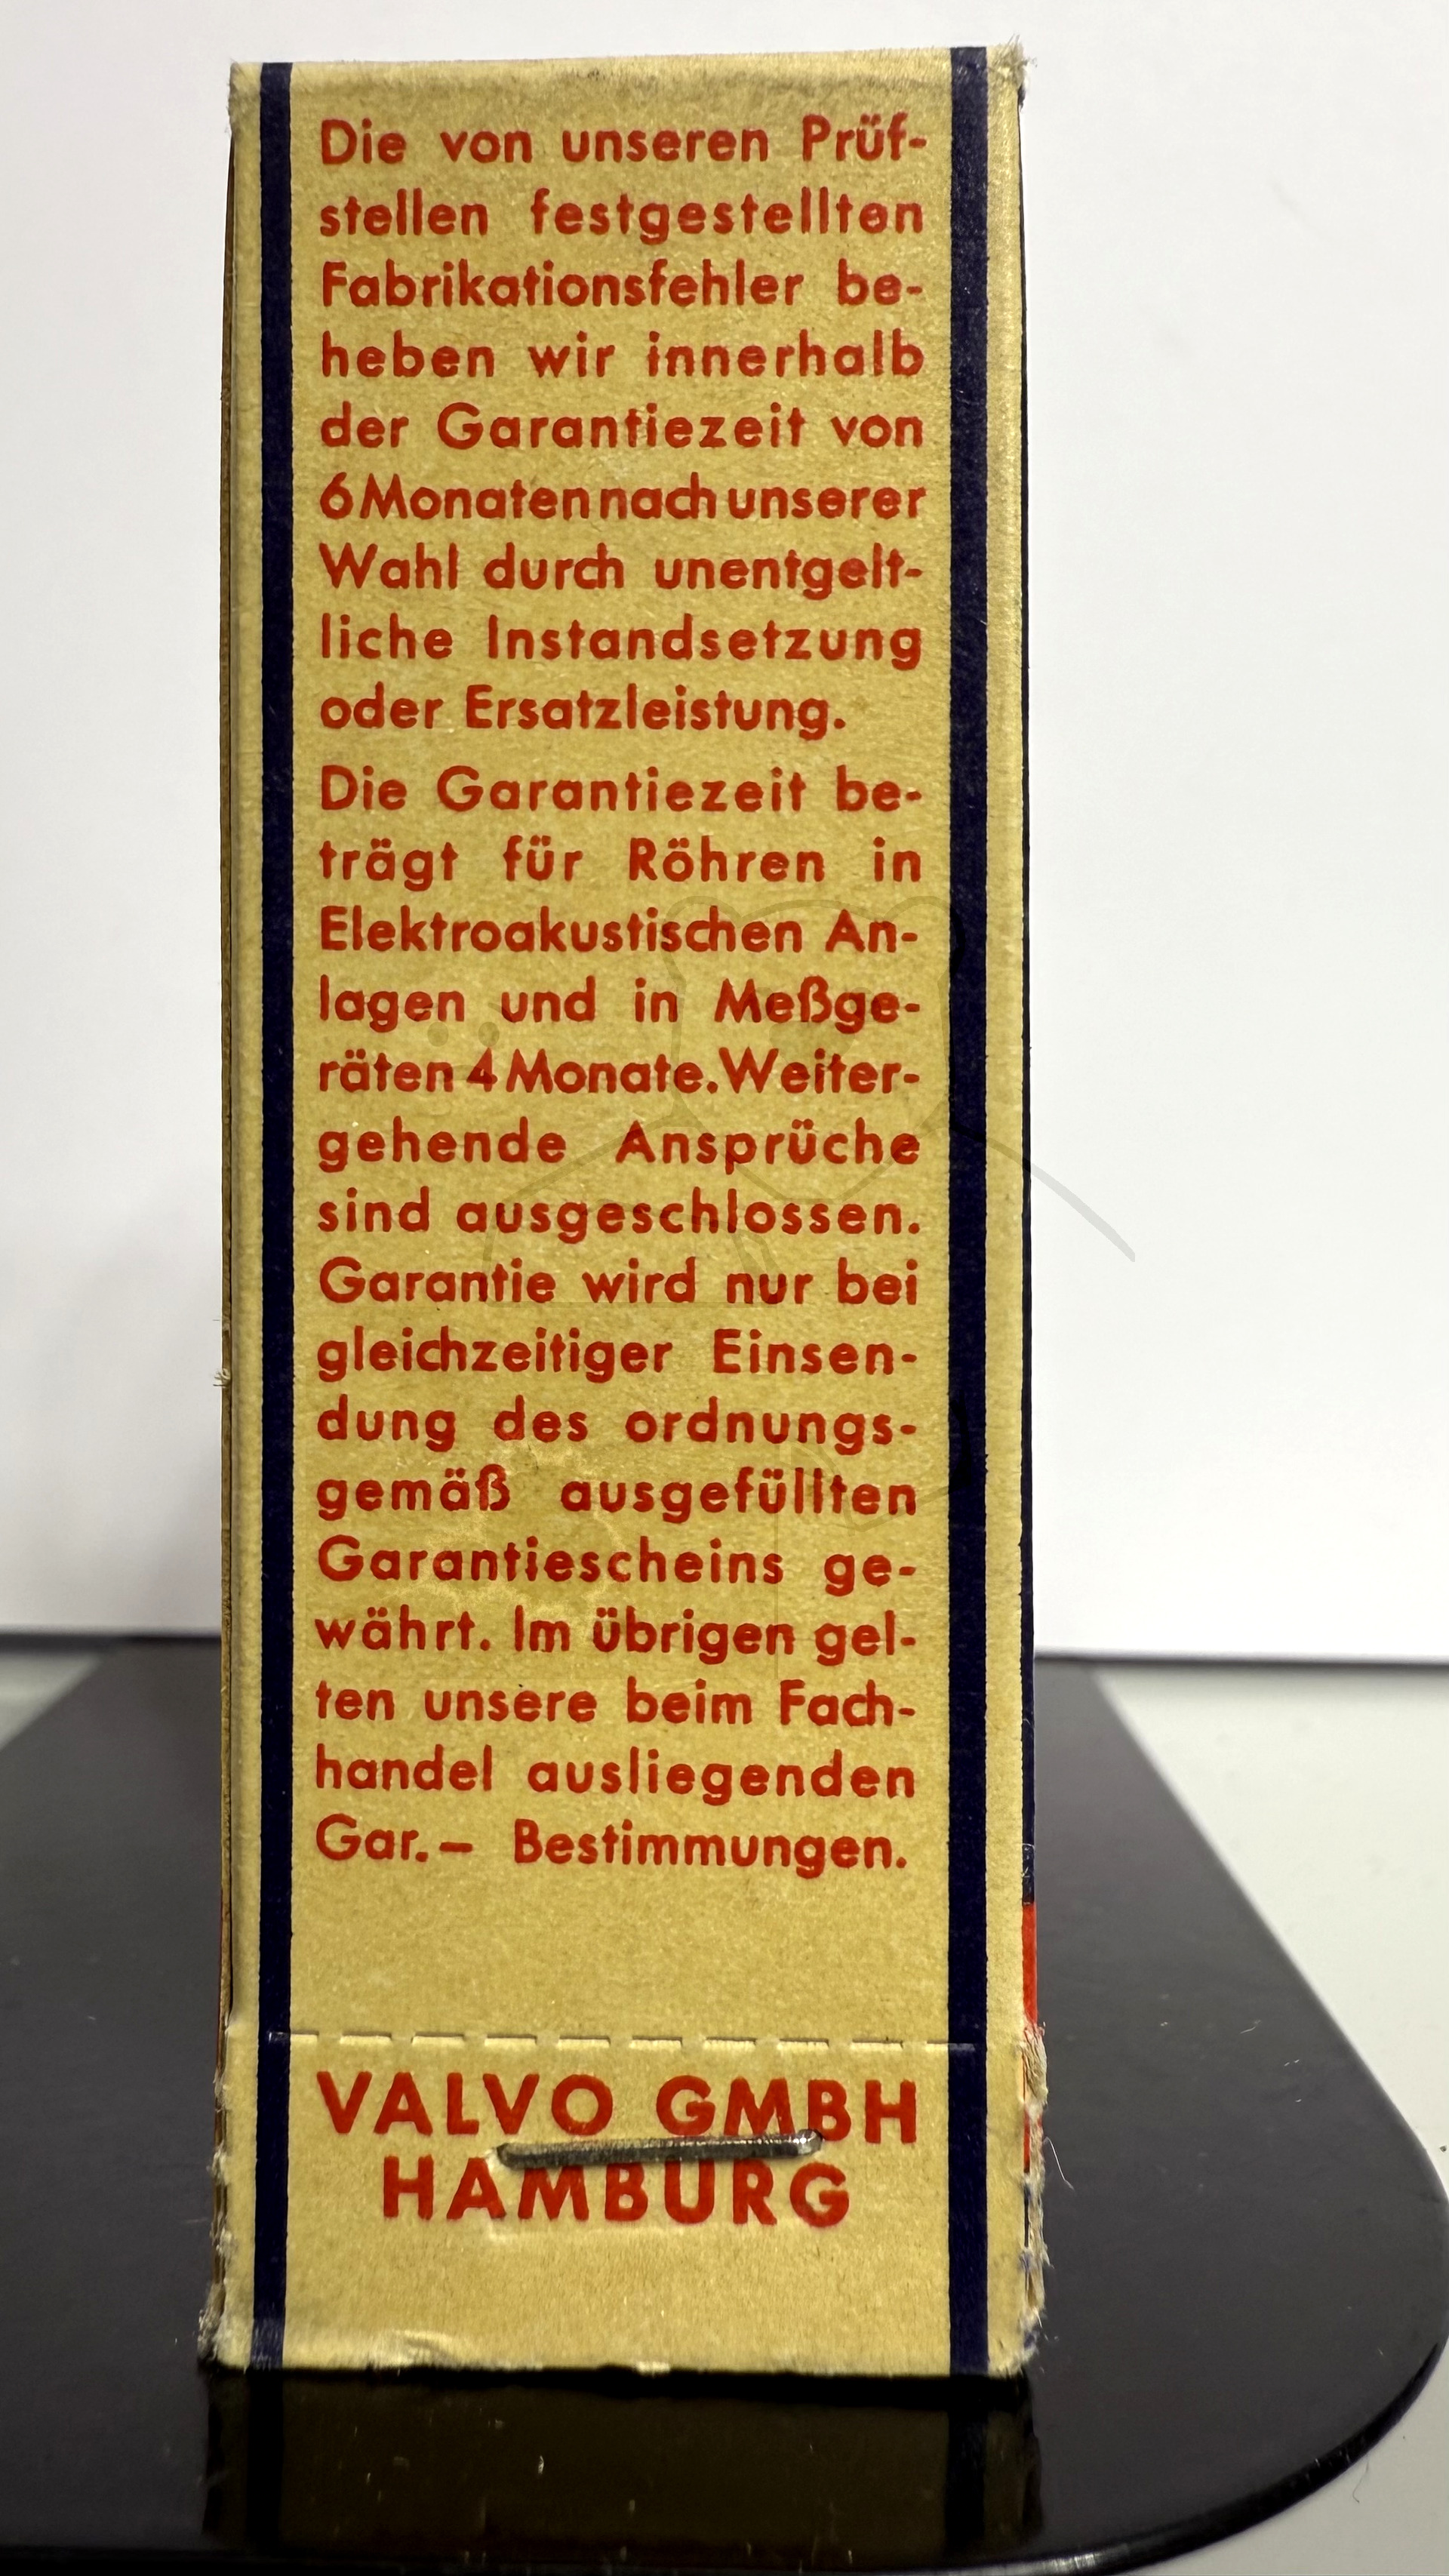 Die von unseren Prüf-
stellen festgestellten
Fabrikationsfehler be-
heben wir innerhalb
der Garantiezeit von
6 Monaten nach unserer
Wahl durch unentgelt-
liche Instandsetzung
oder Ersatzleistung.
Die Garantiezeit be-
trägt für Röhren in
Elektroakustischen An-
lagen und in Meßge-
räten 4 Monate. Weiter-
gehende Ansprüche
sind ausgeschlossen.
Garantie wird nur bei
gleichzeitiger Einsen-
dung des ordnungs-
gemäß ausgefüllten
Garantiescheins ge-
währt. Im übrigen gel-
ten unsere beim Fach-
handel ausliegenden
Gar.– Bestimmungen.
VALVO GMBH
HAMBURG